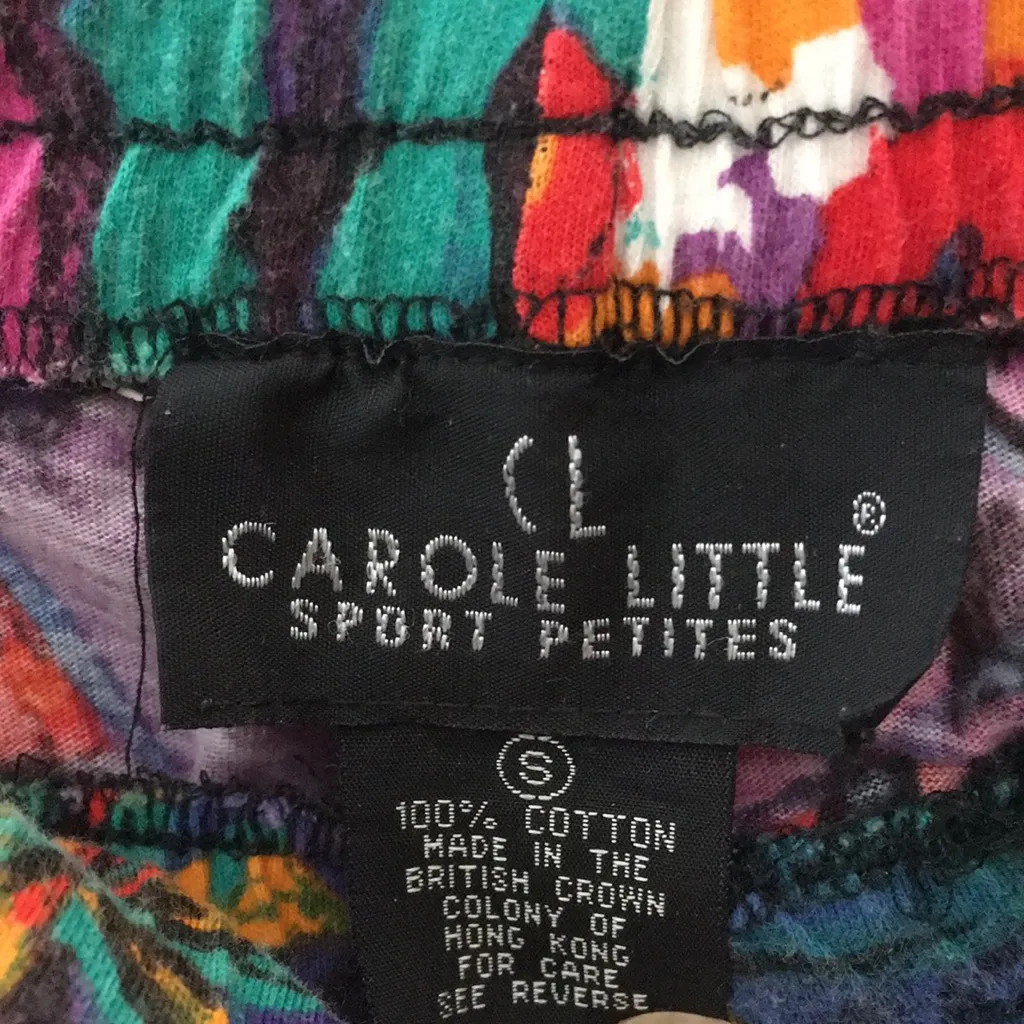 CL
CAROLE LITTLE®
SPORT PETITES
S
100% COTTON
MADE IN THE
BRITISH CROWN
COLONY OF
HONG KONG
FOR CARE
SEE REVERSE